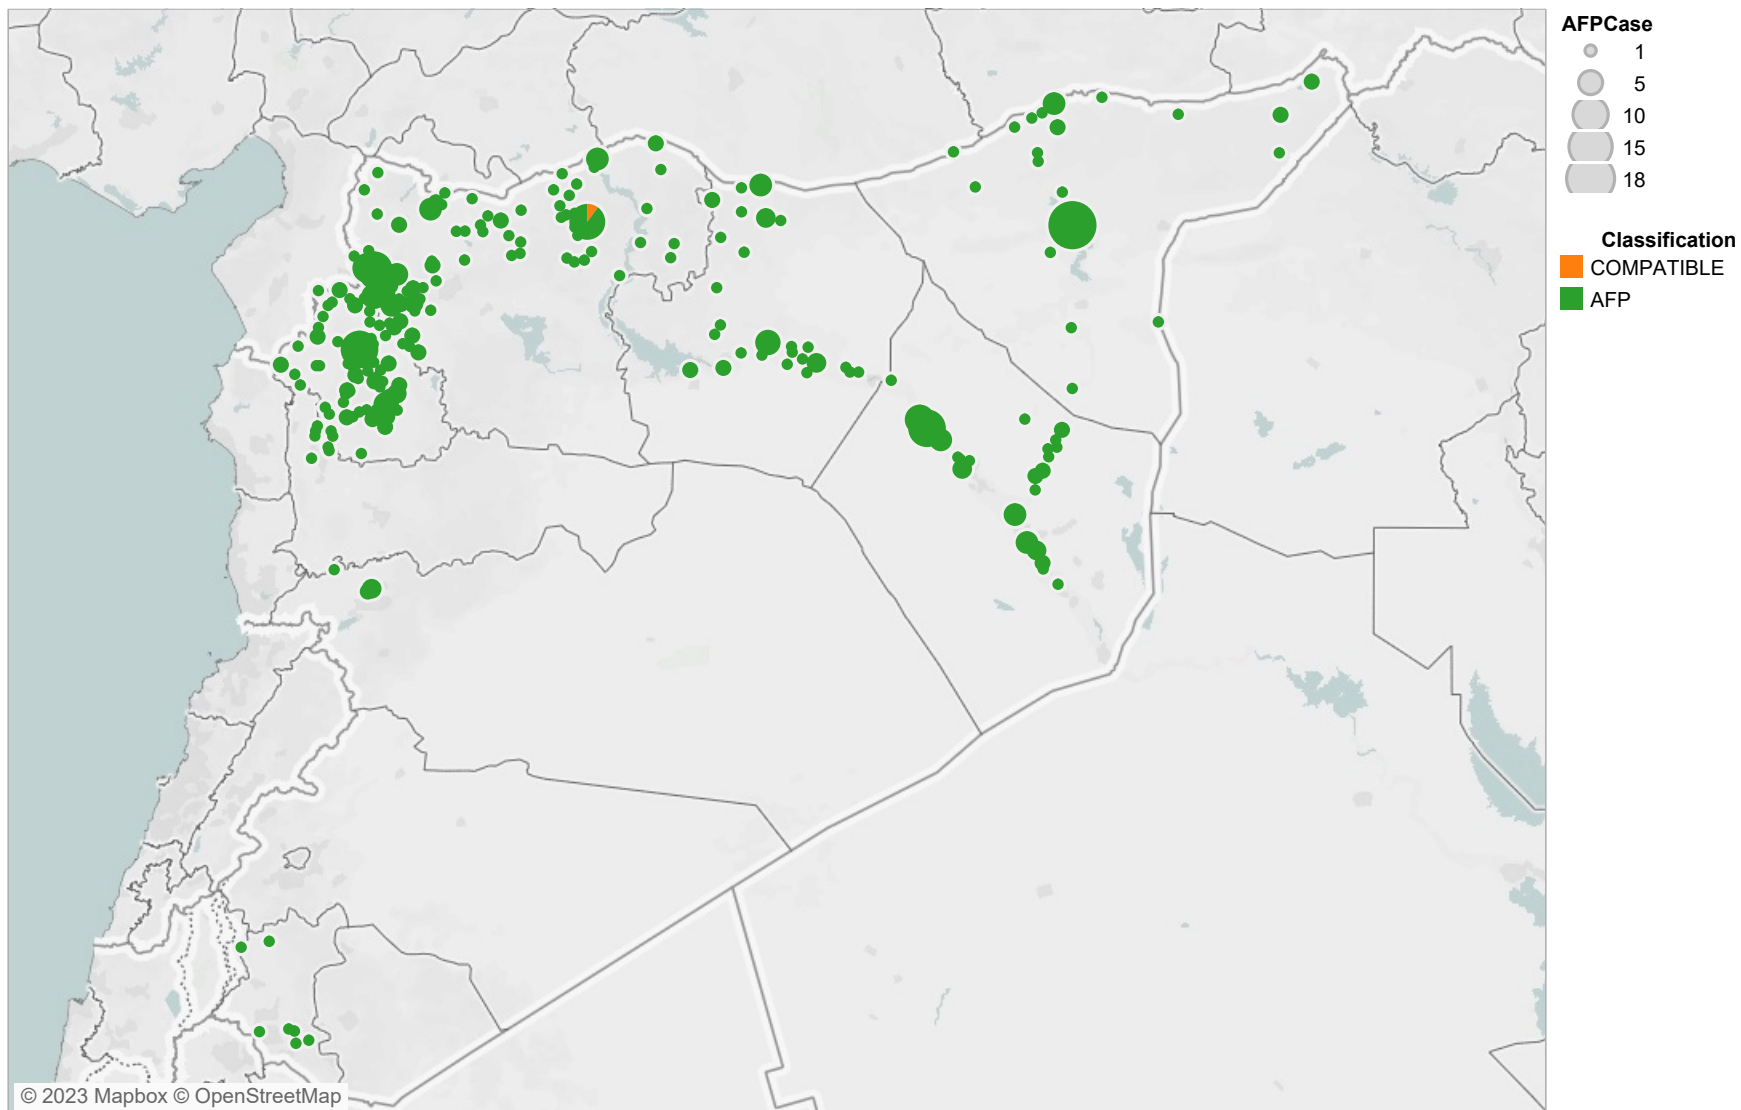 AFPCase
1
5
10
15
18
Classification
COMPATIBLE
AFP
© 2023 Mapbox © OpenStreetMap